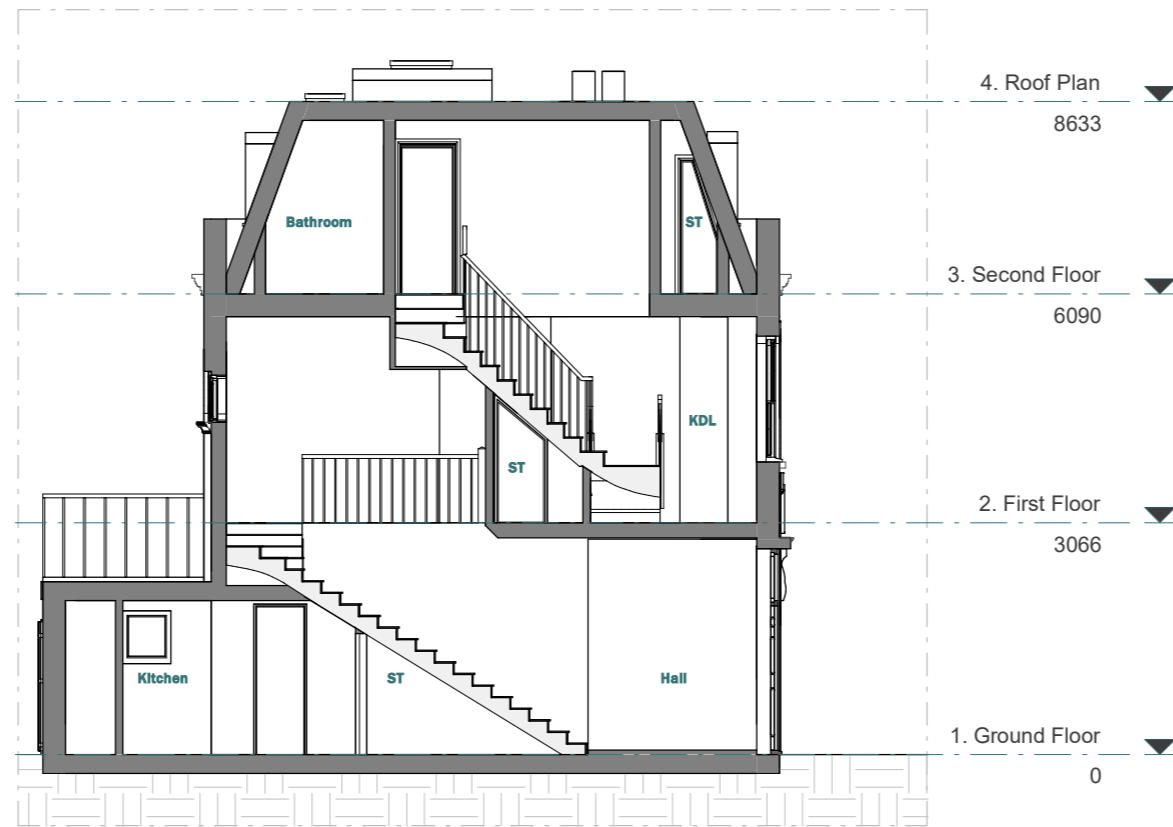 4. Roof Plan
8633
Bathroom
ST
3. Second Floor
6090
KDL
ST
2. First Floor
3066
Kitchen
ST
Hall
1. Ground Floor
0